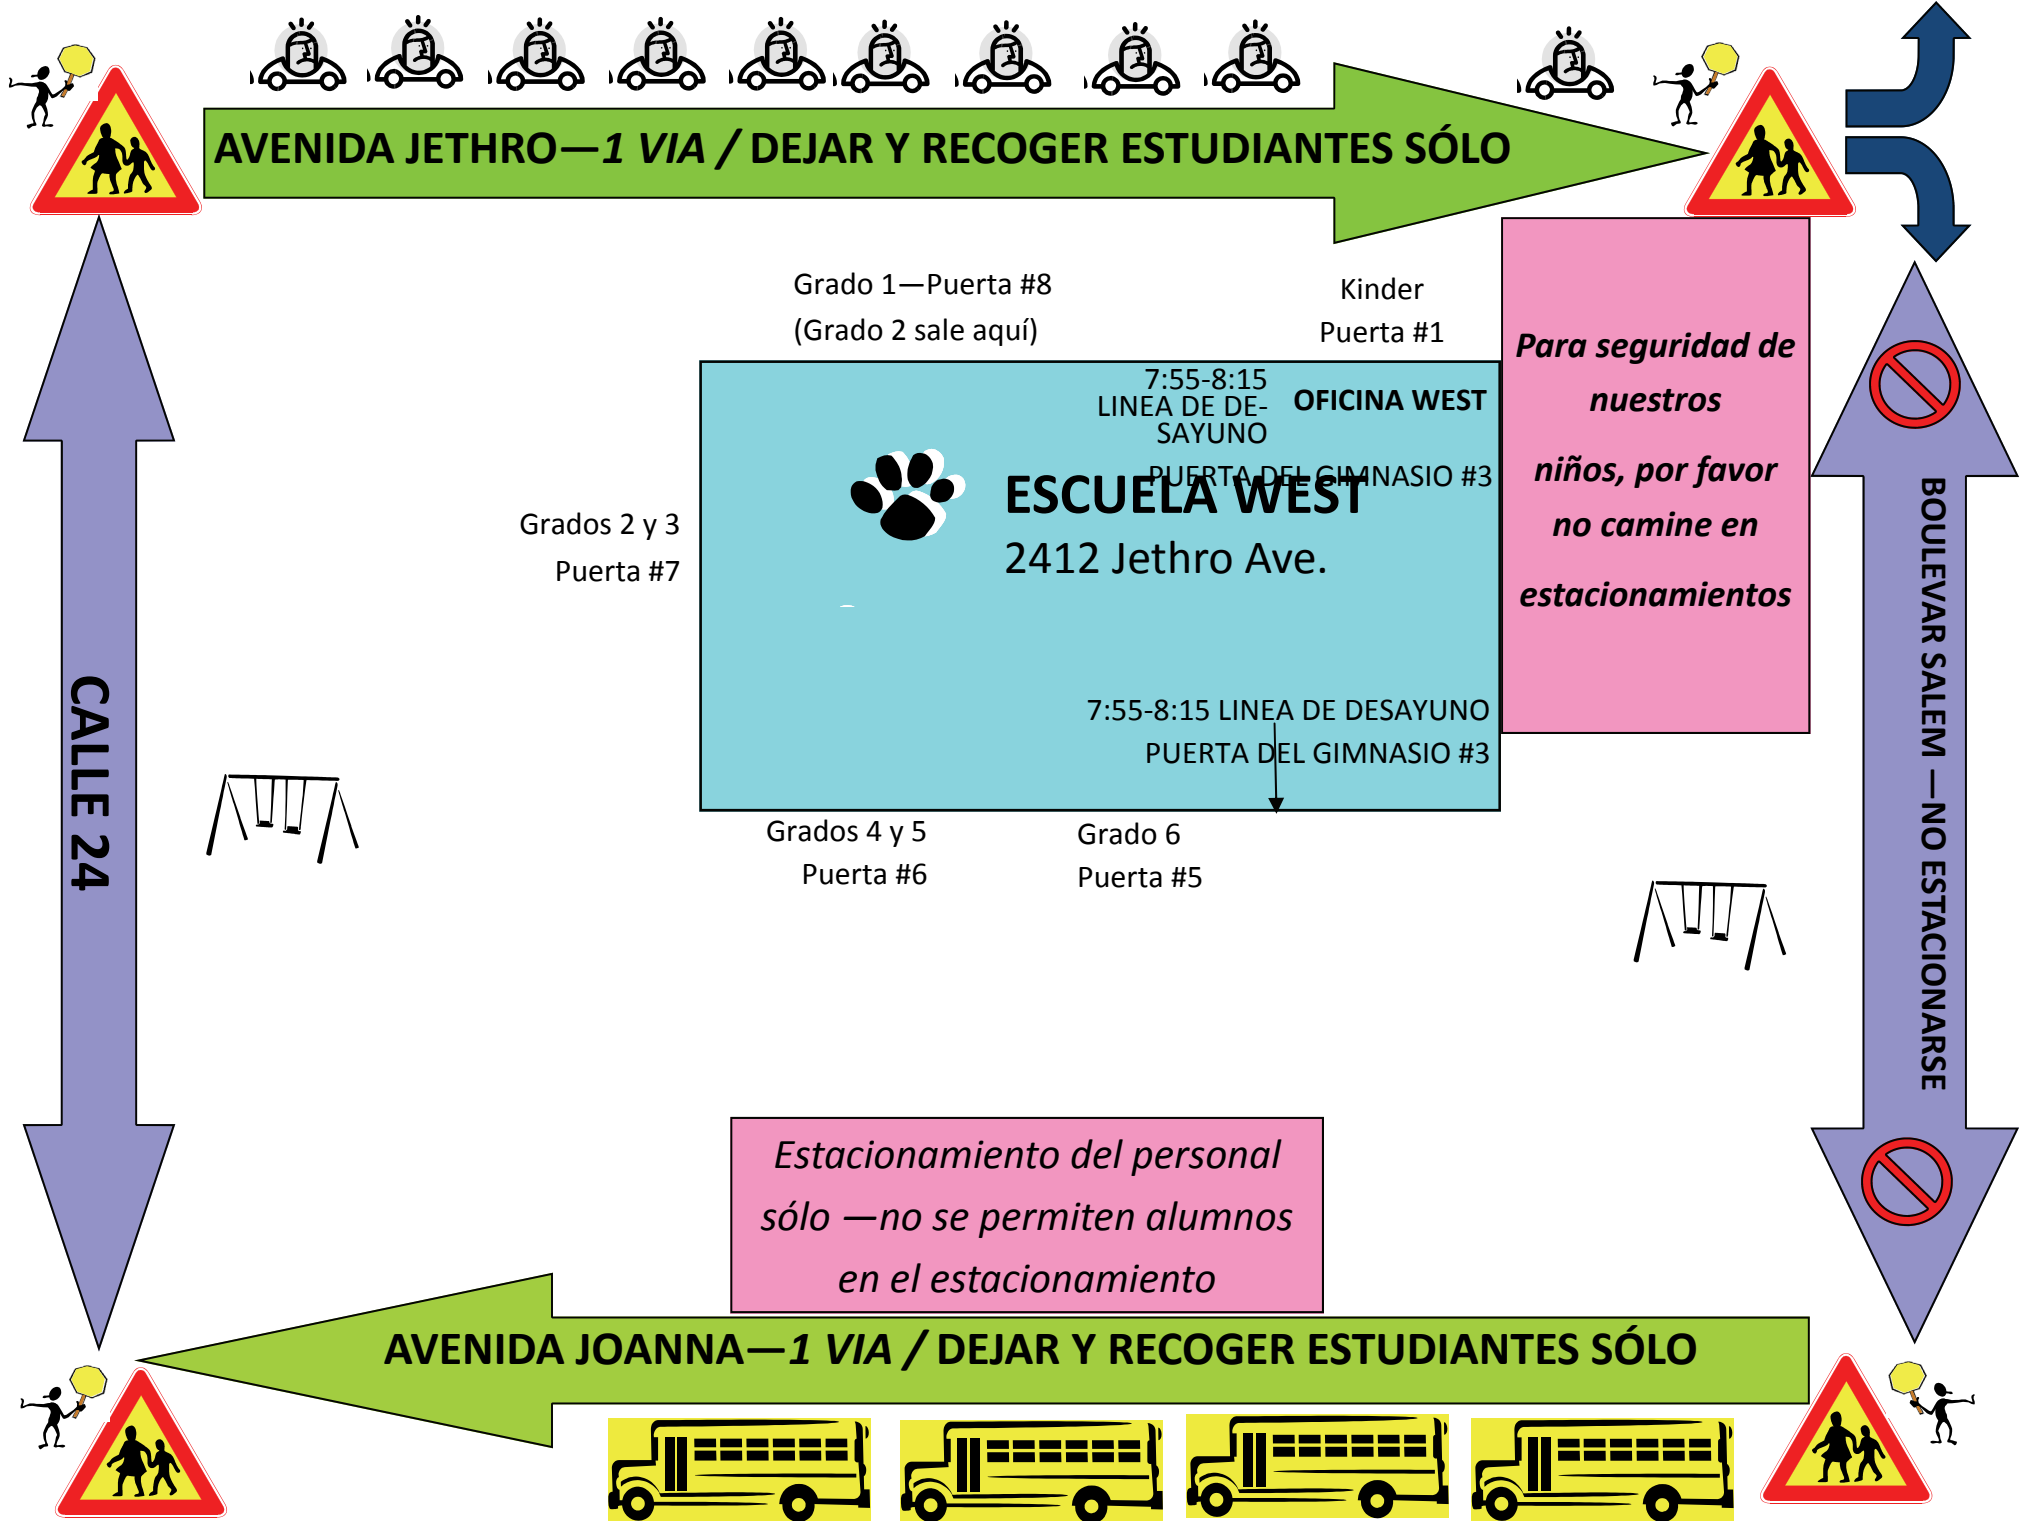 AVENIDA JETHRO—1 VIA / DEJAR Y RECOGER ESTUDIANTES SÓLO
Grado 1—Puerta #8
(Grado 2 sale aquí)
Kinder
Puerta #1
7:55-8:15
LINEA DE DE-
SAYUNO
OFICINA WEST
PUERTA DEL GIMNASIO #3
ESCUELA WEST
2412 Jethro Ave.
Para seguridad de
nuestros
niños, por favor
no camine en
estacionamientos
Grados 2 y 3
Puerta #7
CALLE 24
BOULEVAR SALEM —NO ESTACIONARSE
7:55-8:15 LINEA DE DESAYUNO
PUERTA DEL GIMNASIO #3
Grados 4 y 5
Puerta #6
Grado 6
Puerta #5
Estacionamiento del personal
sólo —no se permiten alumnos
en el estacionamiento
AVENIDA JOANNA—1 VIA / DEJAR Y RECOGER ESTUDIANTES SÓLO